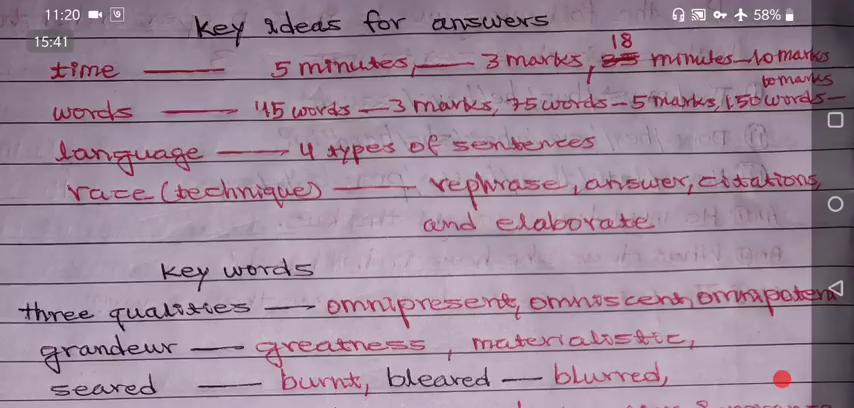 11:20 58%
15:41
Key ideas for answers
time — 5 minutes, — 3 marks, 18 minutes — 10 marks
words — 45 words — 3 marks, 75 words — 5 marks, 150 words — 10 marks
language — 4 types of sentences
race (technique) — rephrase, answer, citations,
and elaborate
Key words
three qualities — omnipresent, omniscent, omnipotent
grandeur — greatness, materialistic,
seared — burnt, bleared — blurred,